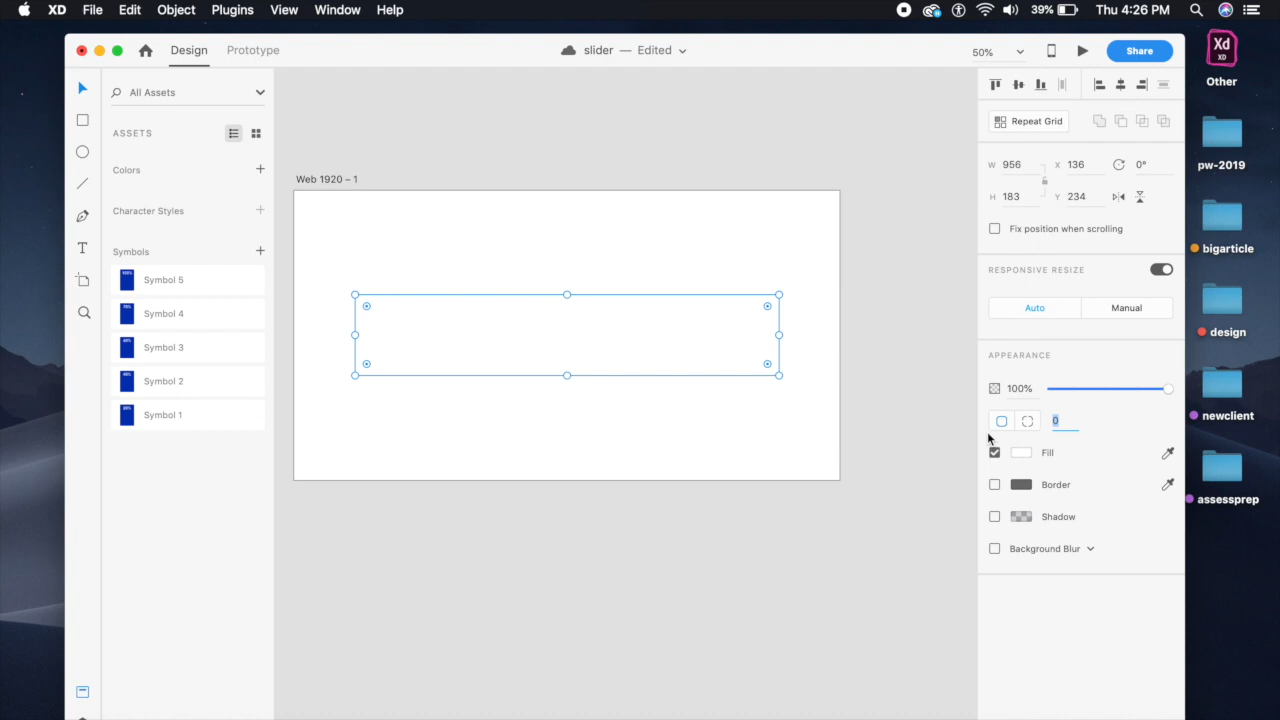 XD File Edit Object Plugins View Window Help 39% Thu 4:26 PM
Design Prototype slider — Edited 50% Share
Xd
XD
Other
All Assets
ASSETS
Colors
Character Styles
Symbols
Symbol 5
Symbol 4
Symbol 3
Symbol 2
Symbol 1
Web 1920 – 1
Repeat Grid
W 956 X 136 0°
H 183 Y 234
Fix position when scrolling
RESPONSIVE RESIZE
Auto Manual
APPEARANCE
100%
0
Fill
Border
Shadow
Background Blur
pw-2019
bigarticle
design
newclient
assessprep